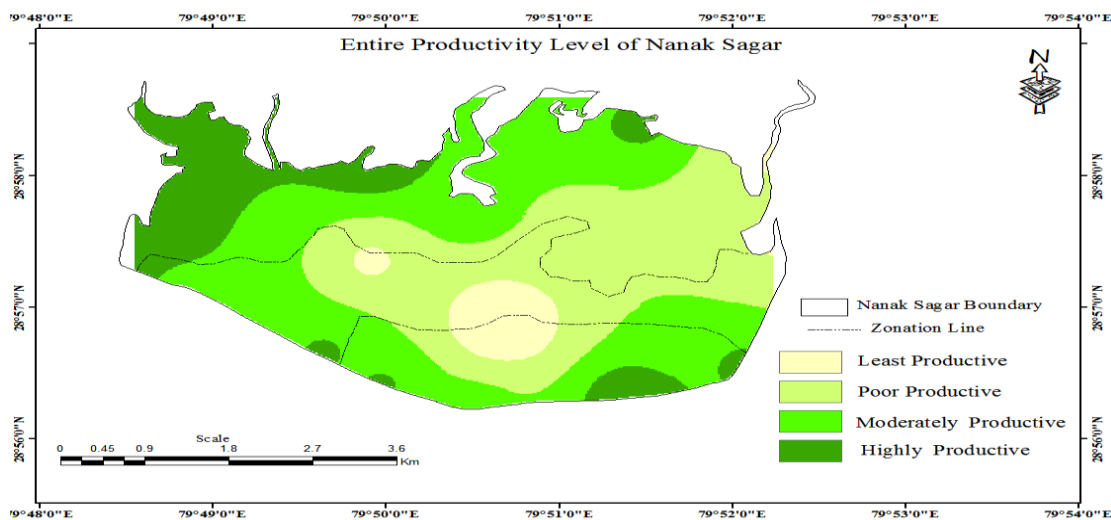 79°48'0"E 79°49'0"E 79°50'0"E 79°51'0"E 79°52'0"E 79°53'0"E 79°54'0"E
Entire Productivity Level of Nanak Sagar
N
28°58'0"N 28°58'0"N
28°57'0"N 28°57'0"N
Nanak Sagar Boundary
Zonation Line
Least Productive
Poor Productive
Moderately Productive
Highly Productive
28°56'0"N 28°56'0"N
Scale
0 0.45 0.9 1.8 2.7 3.6
Km
79°48'0"E 79°49'0"E 79°50'0"E 79°51'0"E 79°52'0"E 79°53'0"E 79°54'0"E